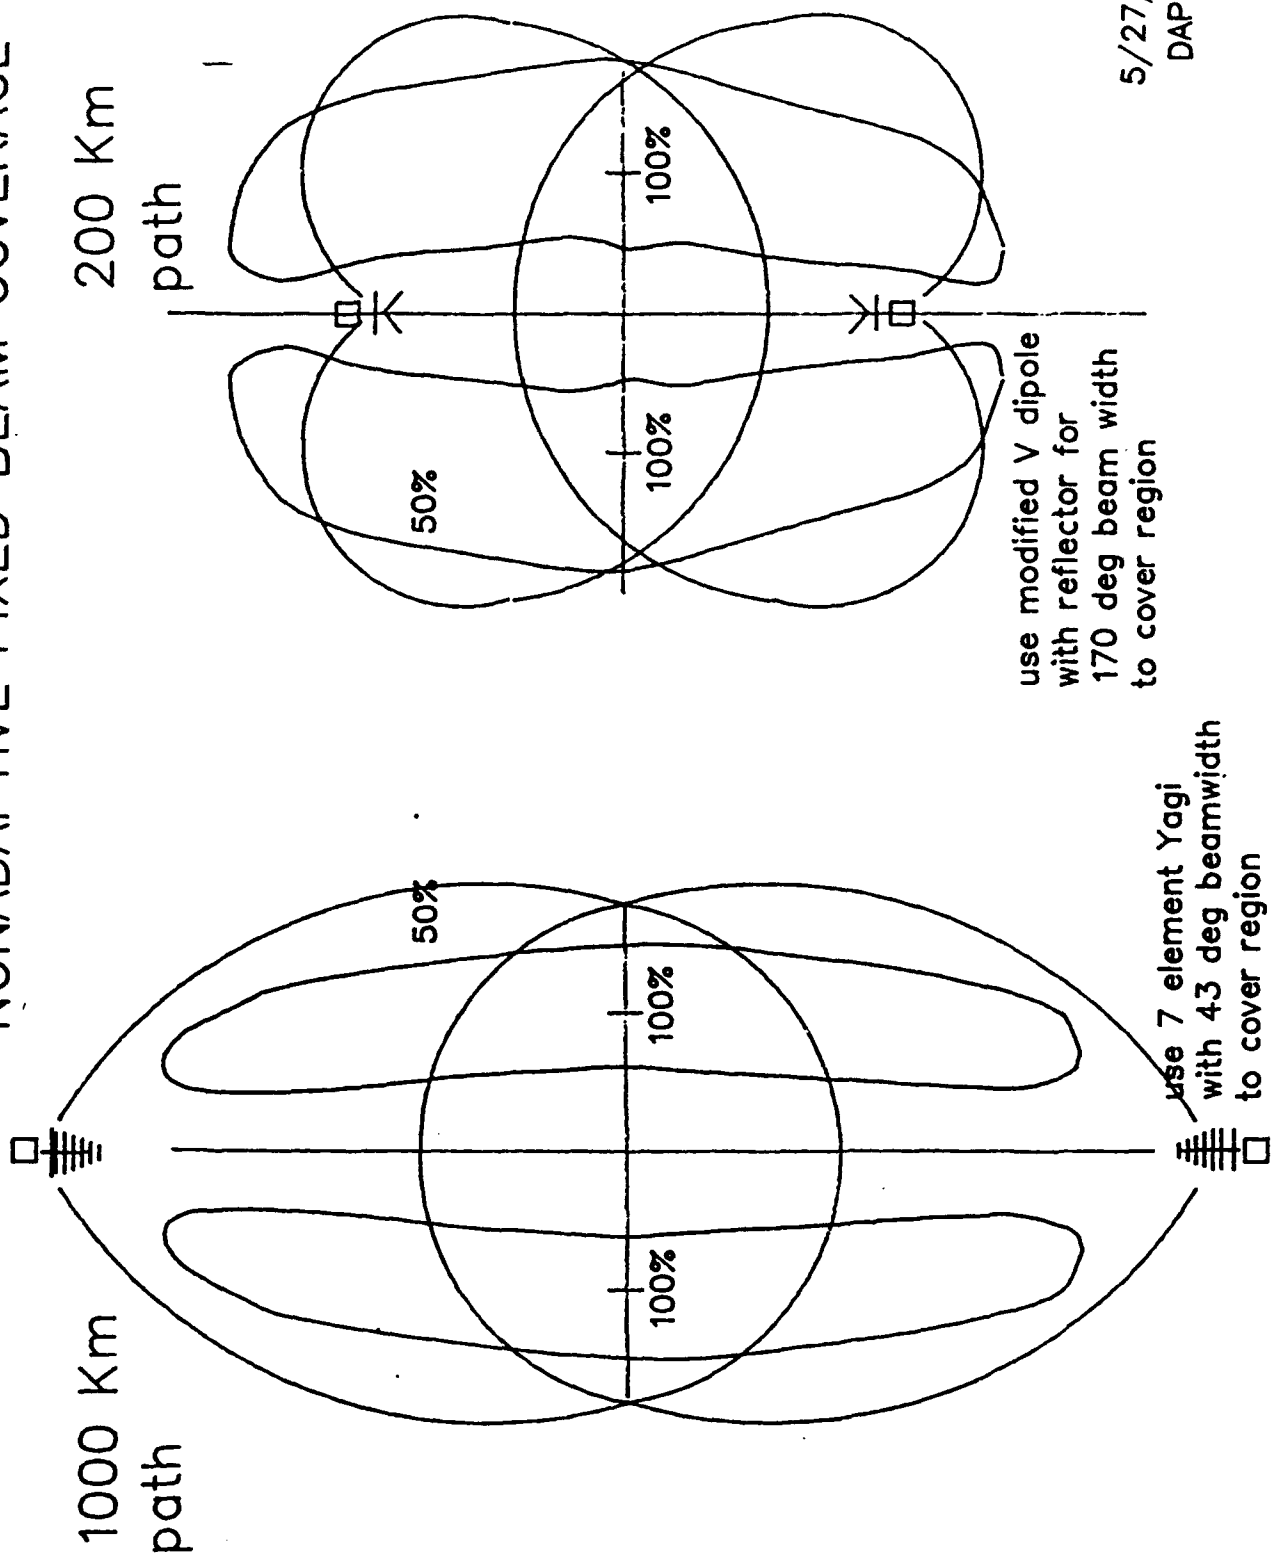 NONADAPTIVE FIXED BEAM COVERAGE
1000 Km
path
200 Km
path
50%
50%
100%
100%
100%
100%
use 7 element Yagi
with 43 deg beamwidth
to cover region
use modified V dipole
with reflector for
170 deg beam width
to cover region
5/27/
DAP